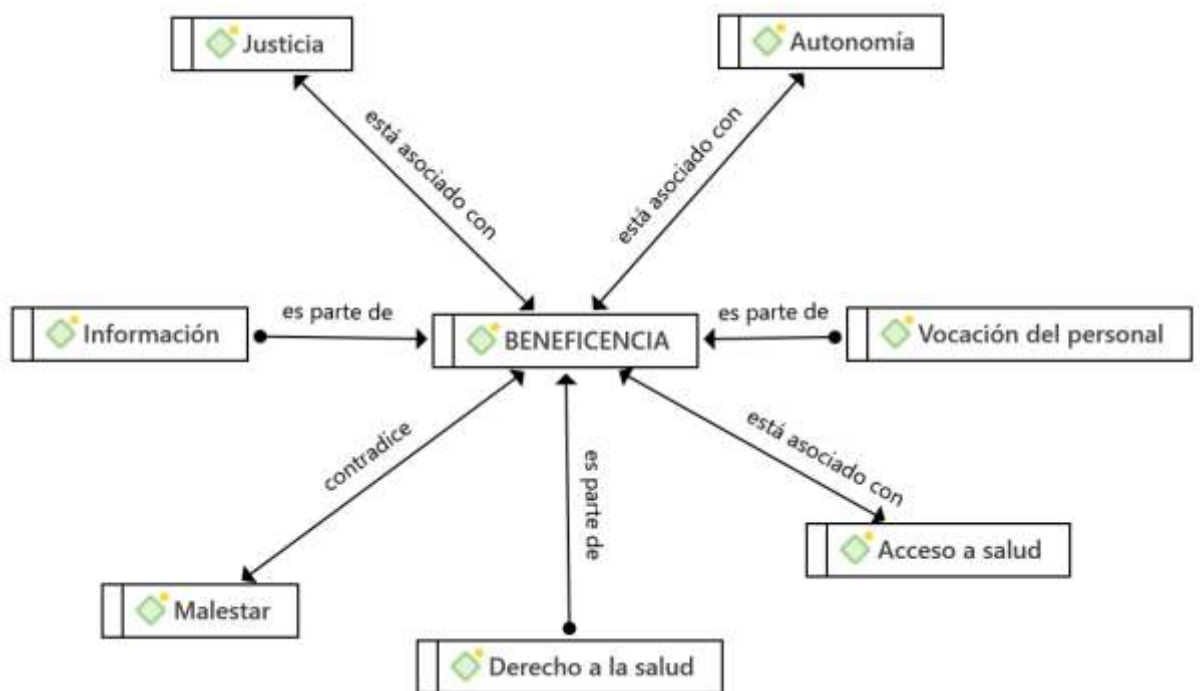 Justicia
Autonomía
está asociado con
está asociado con
Información
es parte de
BENEFICENCIA
es parte de
Vocación del personal
contradice
es parte de
está asociado con
Acceso a salud
Malestar
Derecho a la salud